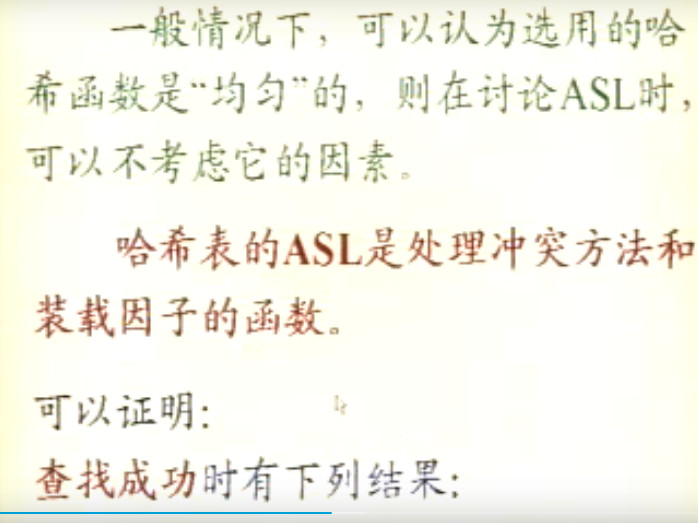 一般情况下，可以认为选用的哈
希函数是“均匀”的，则在讨论ASL时，
可以不考虑它的因素。
哈希表的ASL是处理冲突方法和
装载因子的函数。
可以证明：
查找成功时有下列结果：